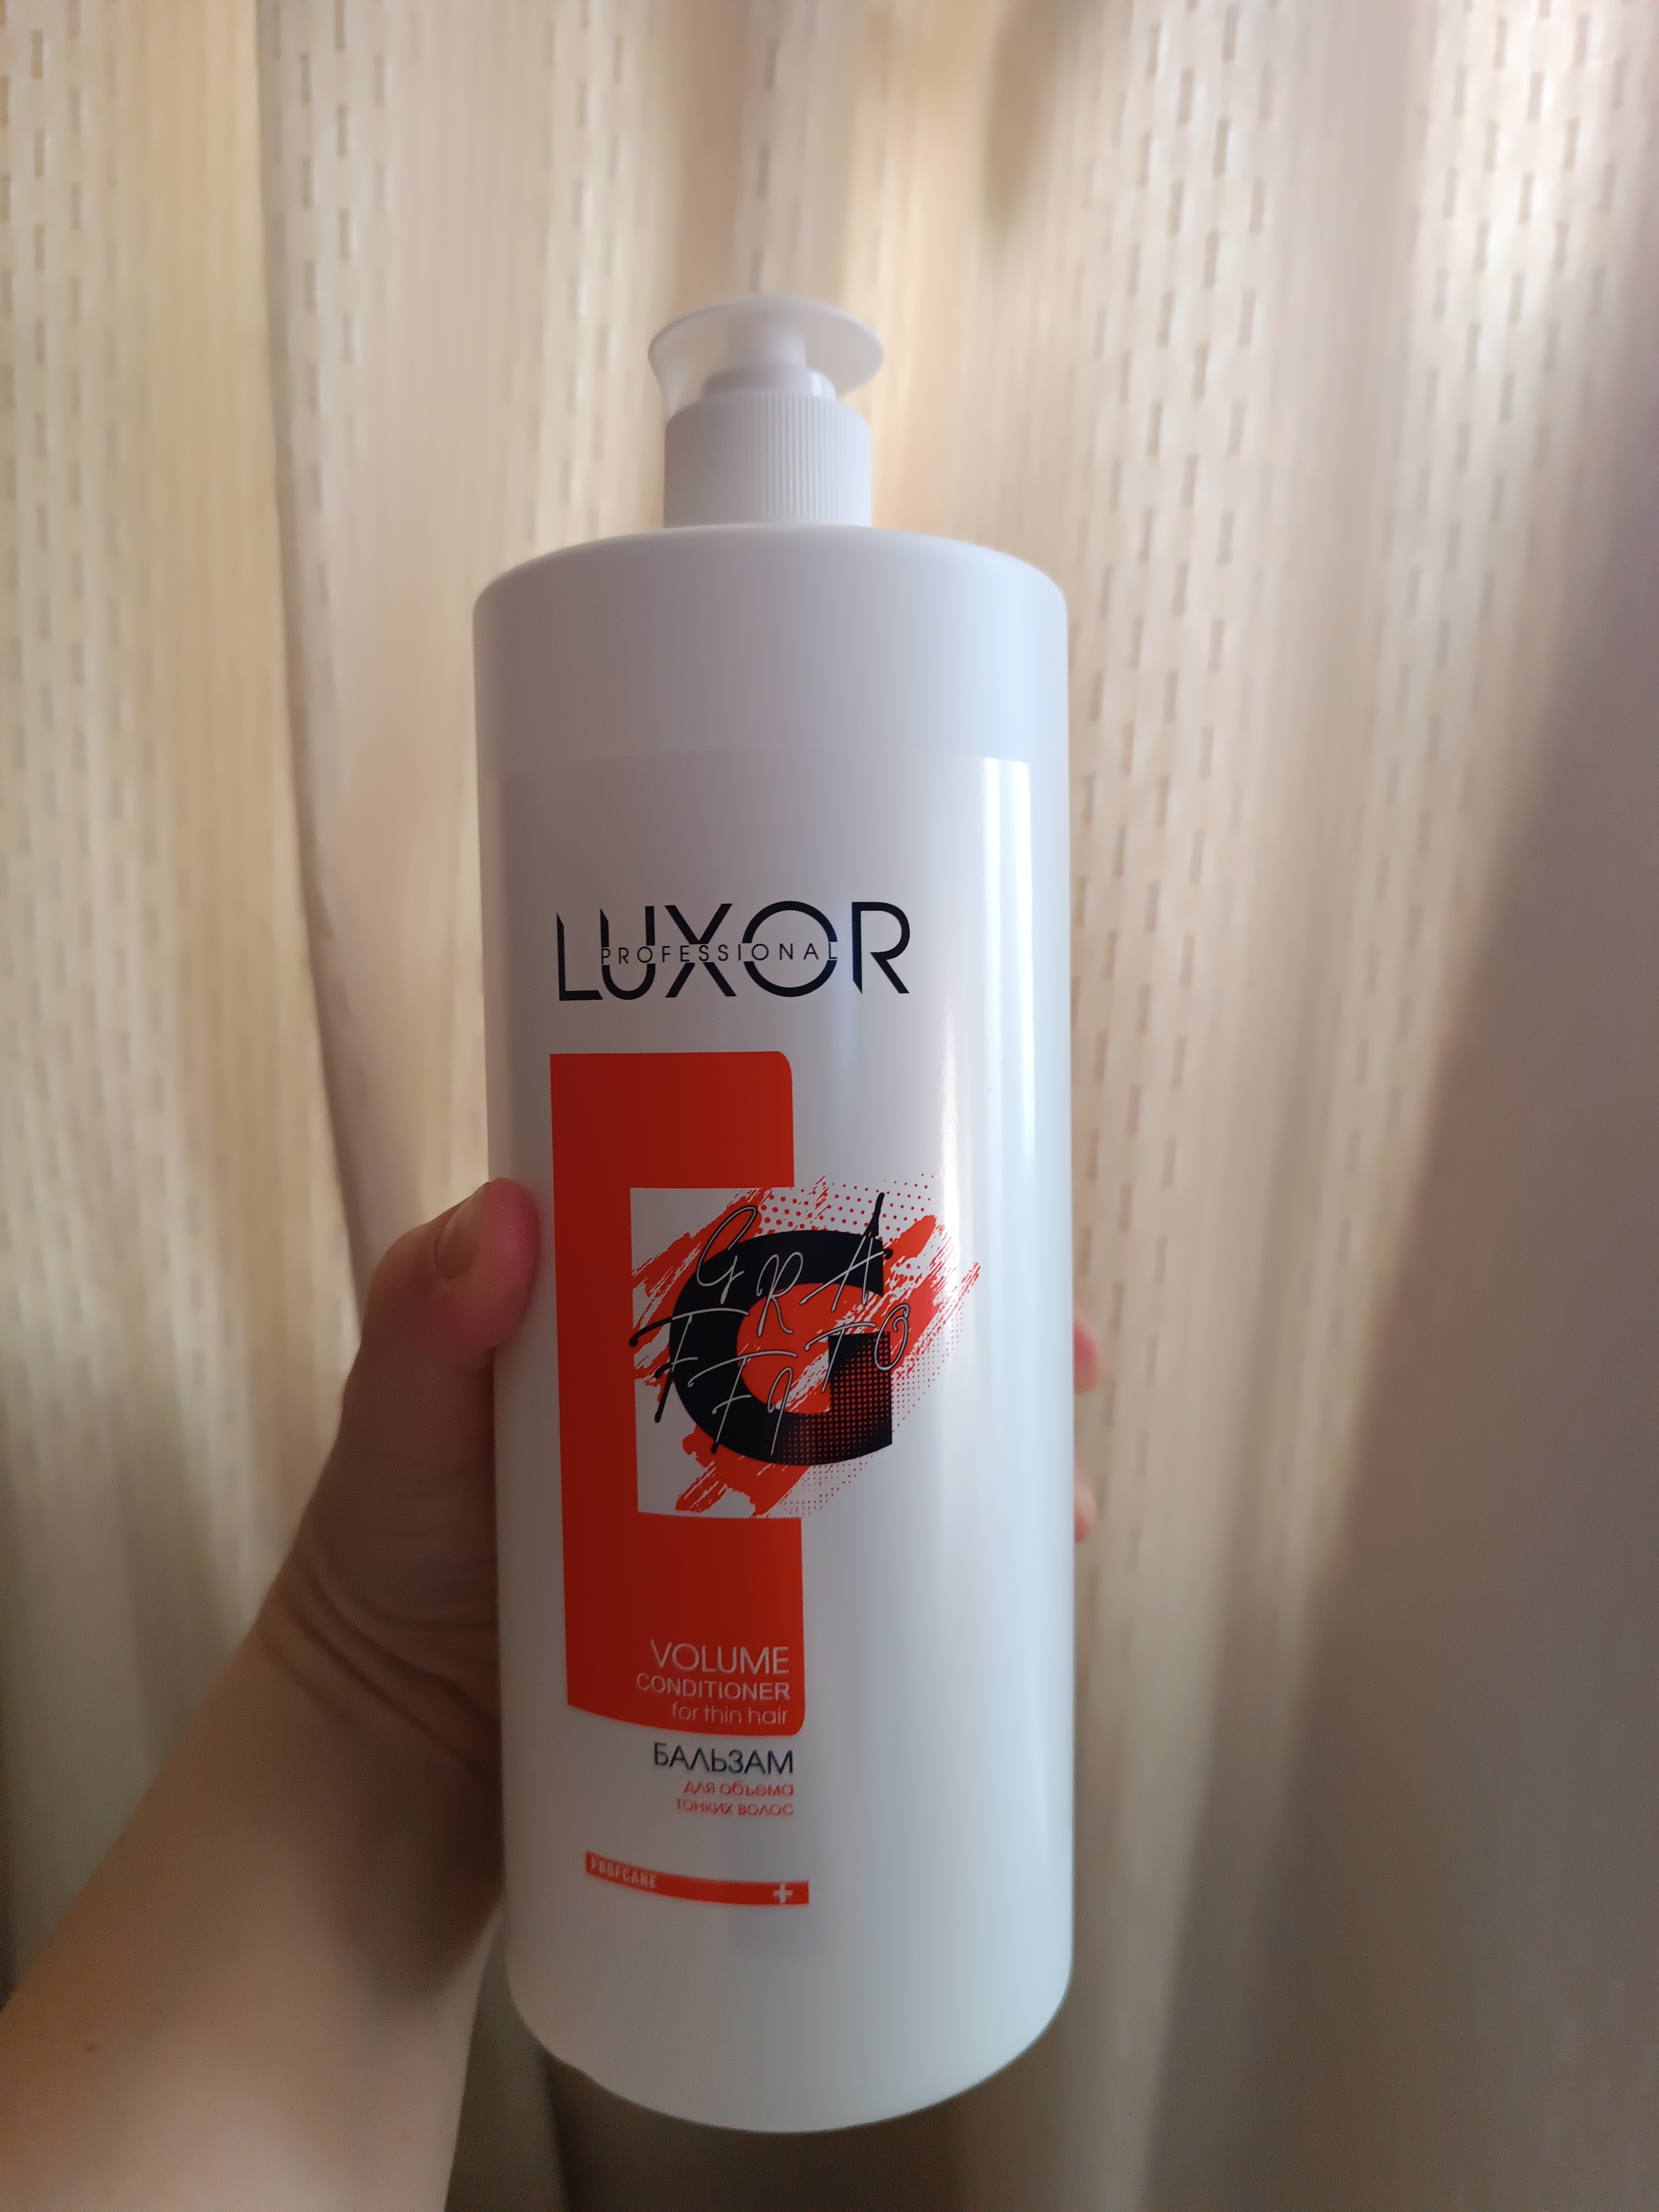 LUXOR
PROFESSIONAL
GRA
FFITO
VOLUME
CONDITIONER
for thin hair
БАЛЬЗАМ
для объема
тонких волос
PROFCARE